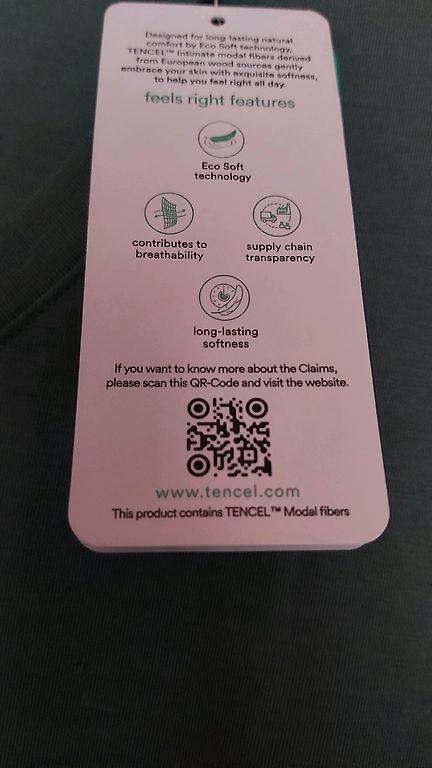 Designed for long-lasting natural
comfort by Eco Soft technology,
TENCEL™ Intimate modal fibers derived
from European wood sources gently
embrace your skin with exquisite softness,
to help you feel right all day.
feels right features
Eco Soft
technology
contributes to
breathability
supply chain
transparency
long-lasting
softness
If you want to know more about the Claims,
please scan this QR-Code and visit the website.
www.tencel.com
This product contains TENCEL™ Modal fibers